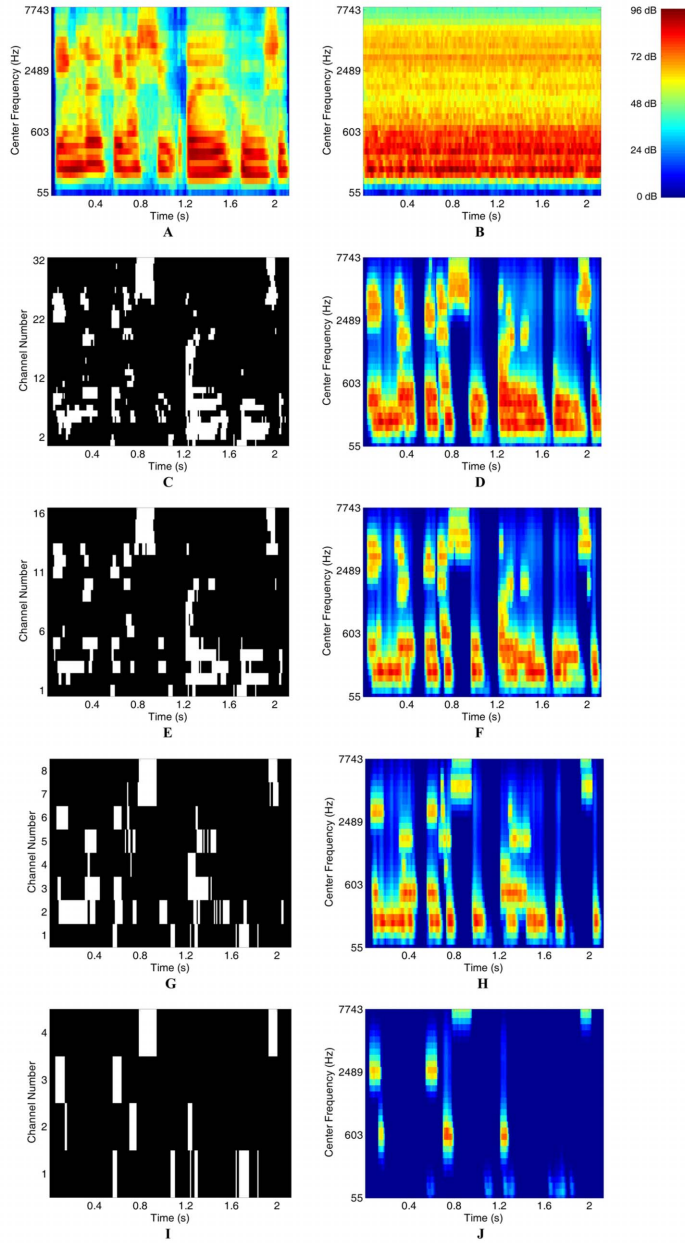 7743
2489
603
55
Center Frequency (Hz)
0.4 0.8 1.2 1.6 2
Time (s)
A
7743
2489
603
55
Center Frequency (Hz)
0.4 0.8 1.2 1.6 2
Time (s)
B
96 dB
72 dB
48 dB
24 dB
0 dB
32
22
12
2
Channel Number
0.4 0.8 1.2 1.6 2
Time (s)
C
7743
2489
603
55
Center Frequency (Hz)
0.4 0.8 1.2 1.6 2
Time (s)
D
16
11
6
1
Channel Number
0.4 0.8 1.2 1.6 2
Time (s)
E
7743
2489
603
55
Center Frequency (Hz)
0.4 0.8 1.2 1.6 2
Time (s)
F
8
7
6
5
4
3
2
1
Channel Number
0.4 0.8 1.2 1.6 2
Time (s)
G
7743
2489
603
55
Center Frequency (Hz)
0.4 0.8 1.2 1.6 2
Time (s)
H
4
3
2
1
Channel Number
0.4 0.8 1.2 1.6 2
Time (s)
I
7743
2489
603
55
Center Frequency (Hz)
0.4 0.8 1.2 1.6 2
Time (s)
J